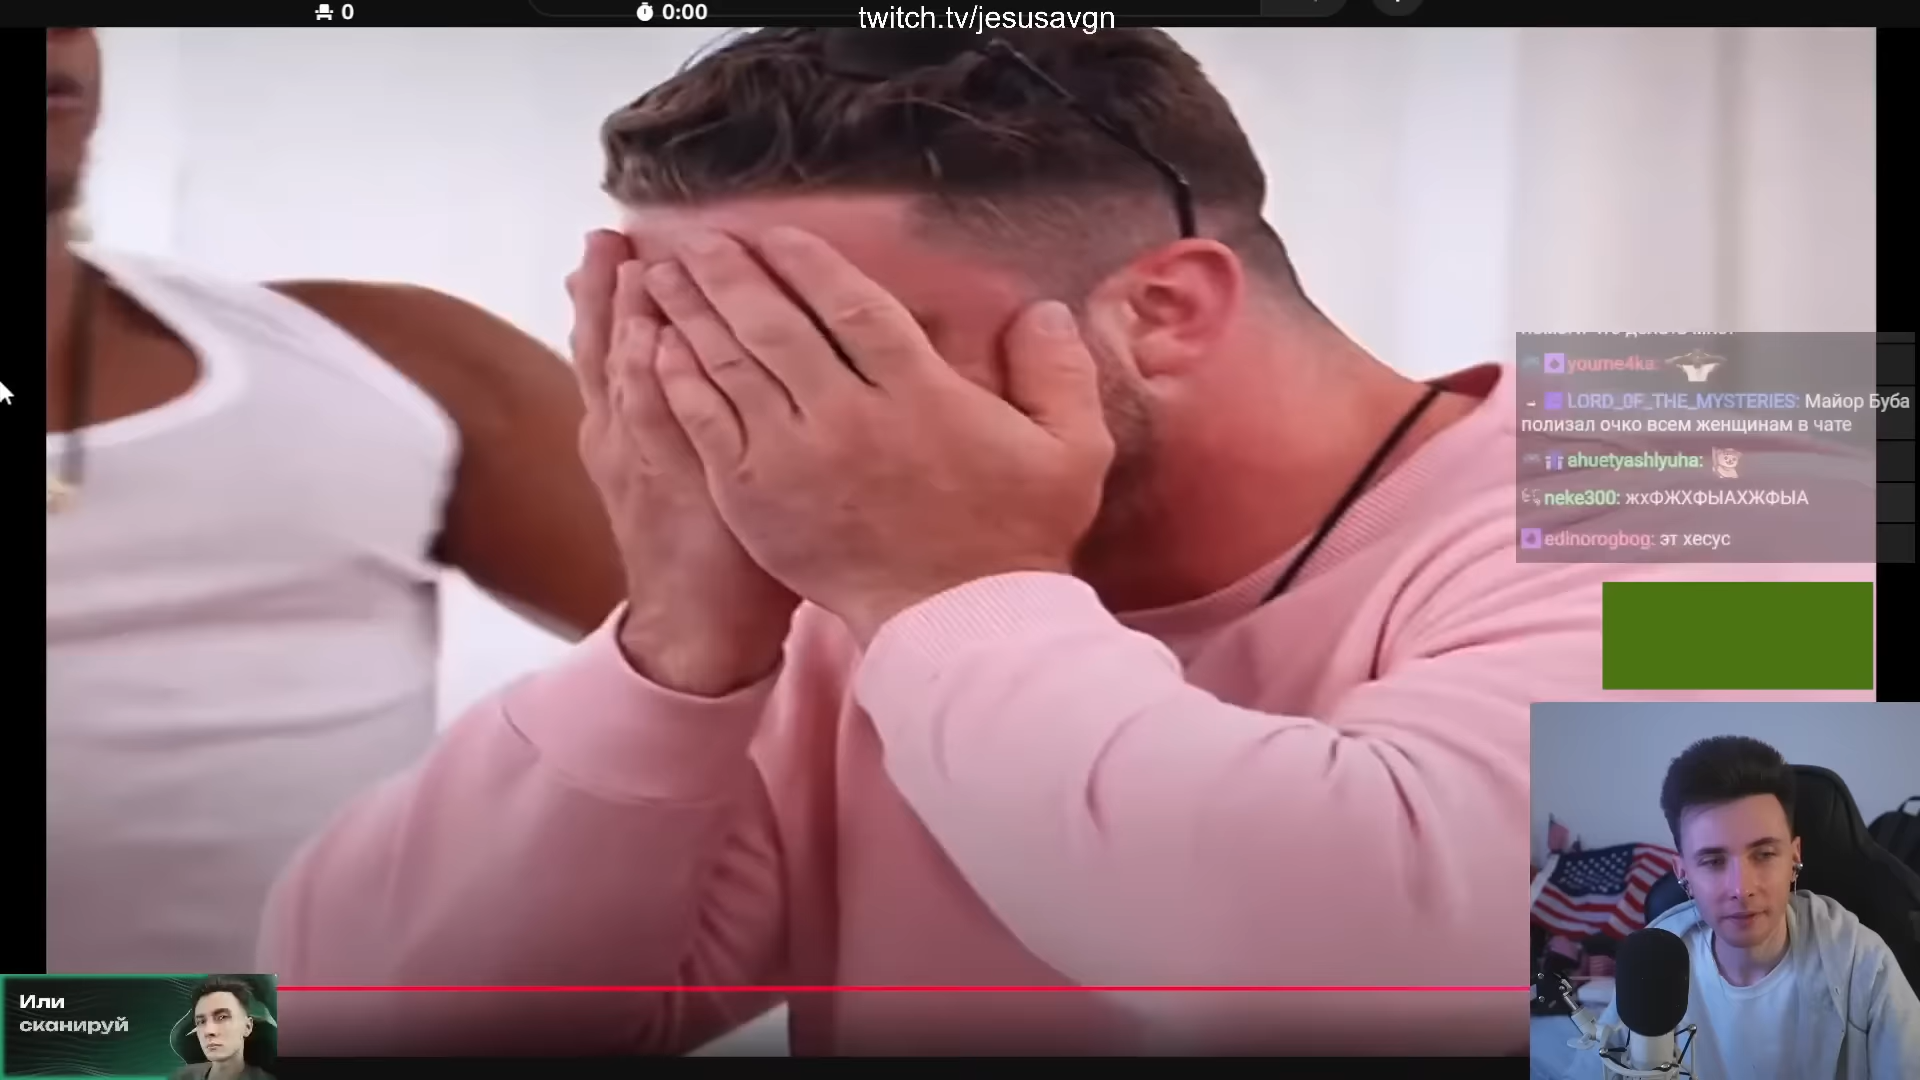 0
0:00
twitch.tv/jesusavgn
youme4ka:
LORD_0F_THE_MYSTERIES: Майор Буба
полизал очко всем женщинам в чате
ahuetyashlyuha:
neke300: жхФЖХФЫАХЖФЫА
edinorogbog: эт хесус
Или
сканируй